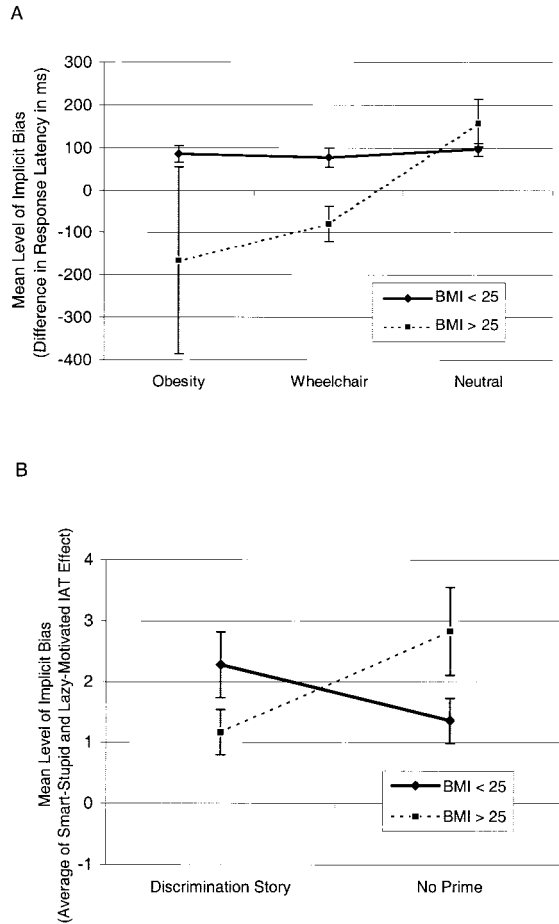 A
Mean Level of Implicit Bias
(Difference in Response Latency in ms)
300
200
100
0
-100
-200
-300
-400
BMI < 25
BMI > 25
Obesity Wheelchair Neutral
B
Mean Level of Implicit Bias
(Average of Smart-Stupid and Lazy-Motivated IAT Effect)
4
3
2
1
0
-1
BMI < 25
BMI > 25
Discrimination Story No Prime